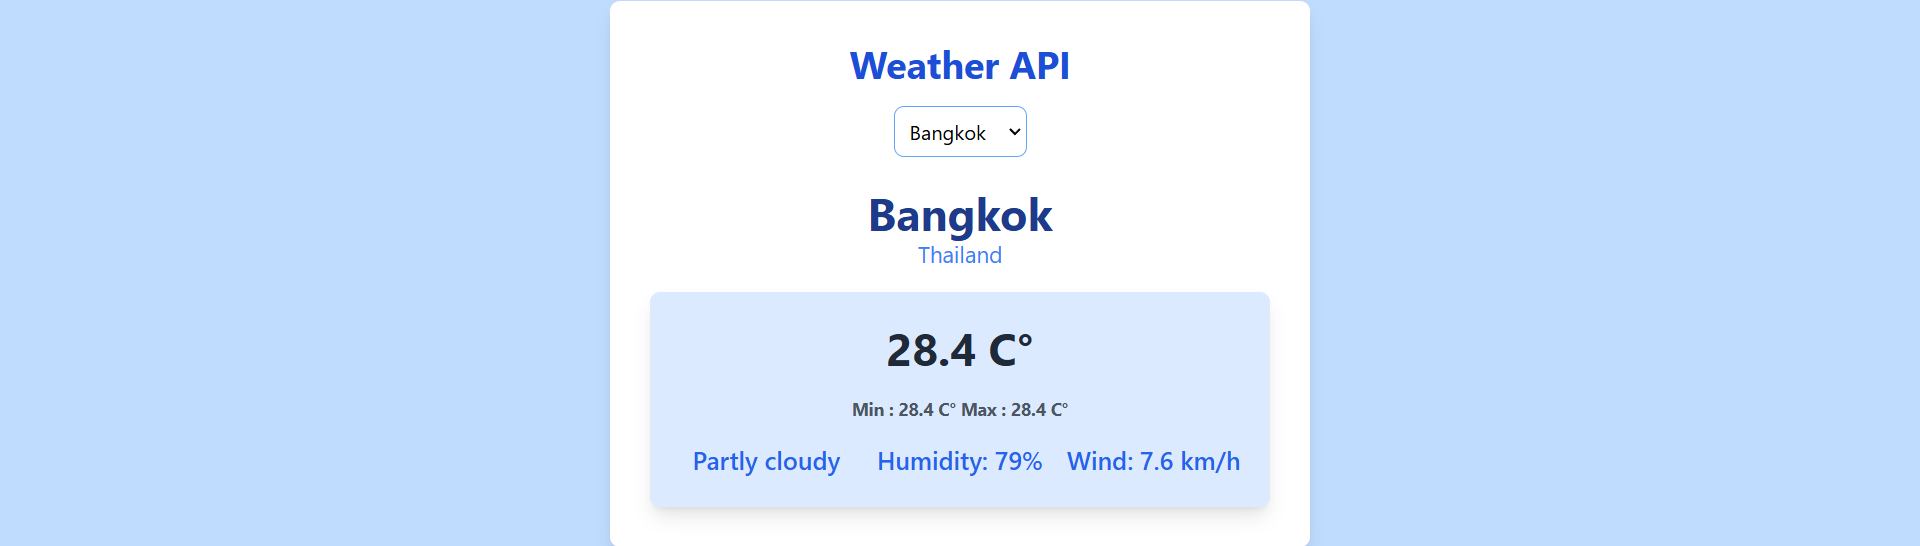 Weather API
Bangkok
Bangkok
Thailand
28.4 C°
Min : 28.4 C° Max : 28.4 C°
Partly cloudy Humidity: 79% Wind: 7.6 km/h